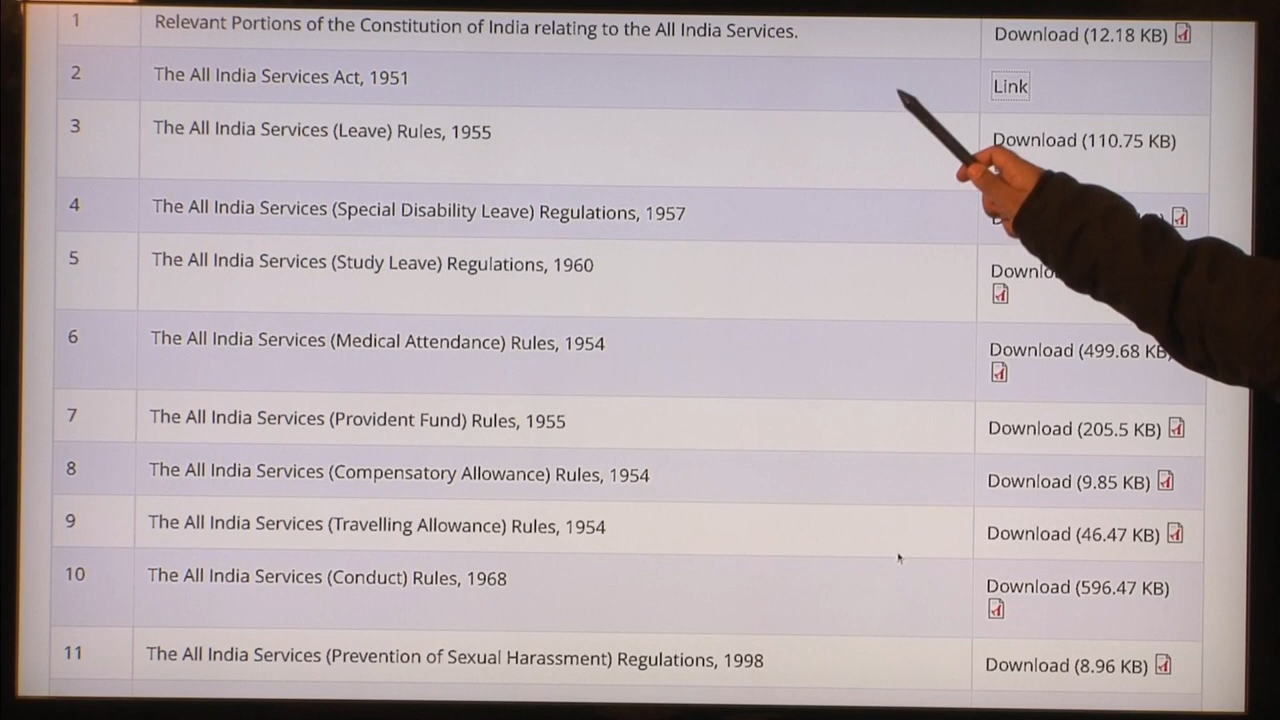 1 Relevant Portions of the Constitution of India relating to the All India Services. Download (12.18 KB)
2 The All India Services Act, 1951 Link
3 The All India Services (Leave) Rules, 1955 Download (110.75 KB)
4 The All India Services (Special Disability Leave) Regulations, 1957
5 The All India Services (Study Leave) Regulations, 1960
6 The All India Services (Medical Attendance) Rules, 1954 Download (499.68 KB)
7 The All India Services (Provident Fund) Rules, 1955 Download (205.5 KB)
8 The All India Services (Compensatory Allowance) Rules, 1954 Download (9.85 KB)
9 The All India Services (Travelling Allowance) Rules, 1954 Download (46.47 KB)
10 The All India Services (Conduct) Rules, 1968 Download (596.47 KB)
11 The All India Services (Prevention of Sexual Harassment) Regulations, 1998 Download (8.96 KB)